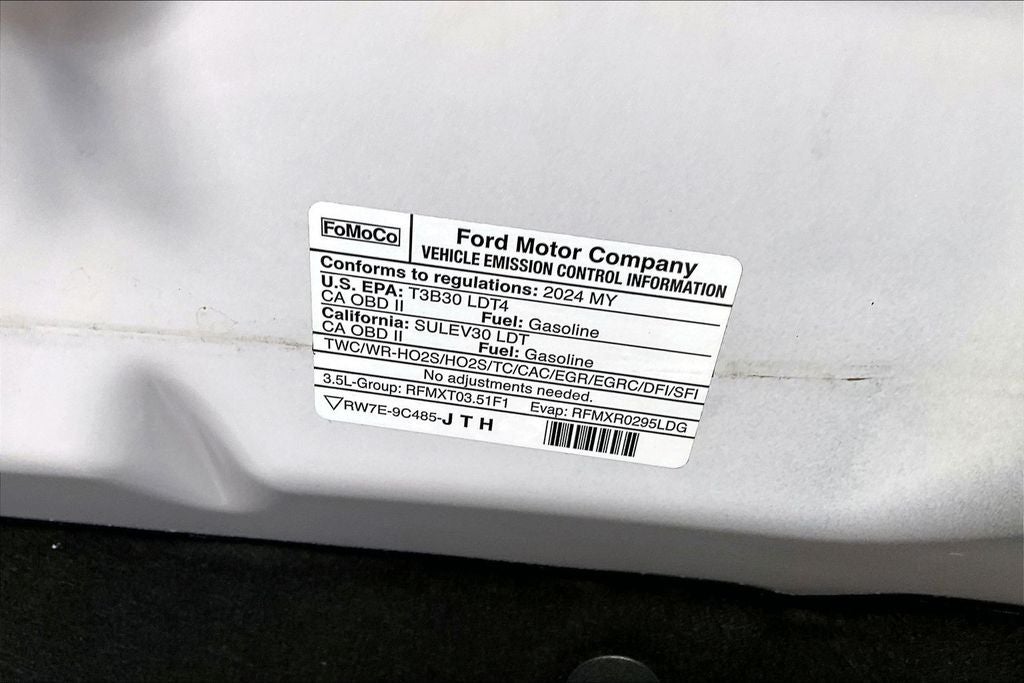 FoMoCo
Ford Motor Company
VEHICLE EMISSION CONTROL INFORMATION
Conforms to regulations: 2024 MY
U.S. EPA: T3B30 LDT4
CA OBD II Fuel: Gasoline
California: SULEV30 LDT
CA OBD II Fuel: Gasoline
TWC/WR-HO2S/HO2S/TC/CAC/EGR/EGRC/DFI/SFI
No adjustments needed.
3.5L-Group: RFMXT03.51F1 Evap: RFMXR0295LDG
RW7E-9C485-JTH